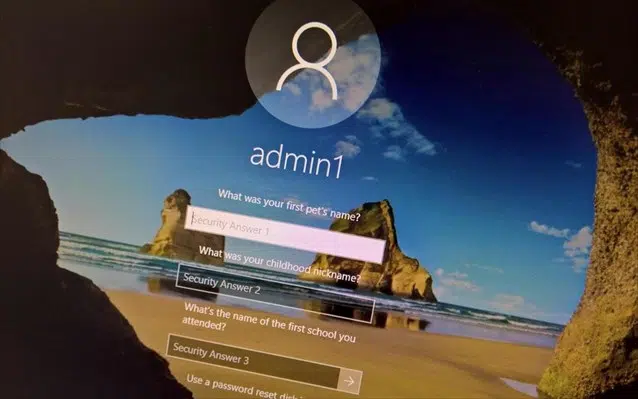 admin1
What was your first pet's name?
Security Answer 1
What was your childhood nickname?
Security Answer 2
What's the name of the first school you
attended?
Security Answer 3
Use a password reset disk